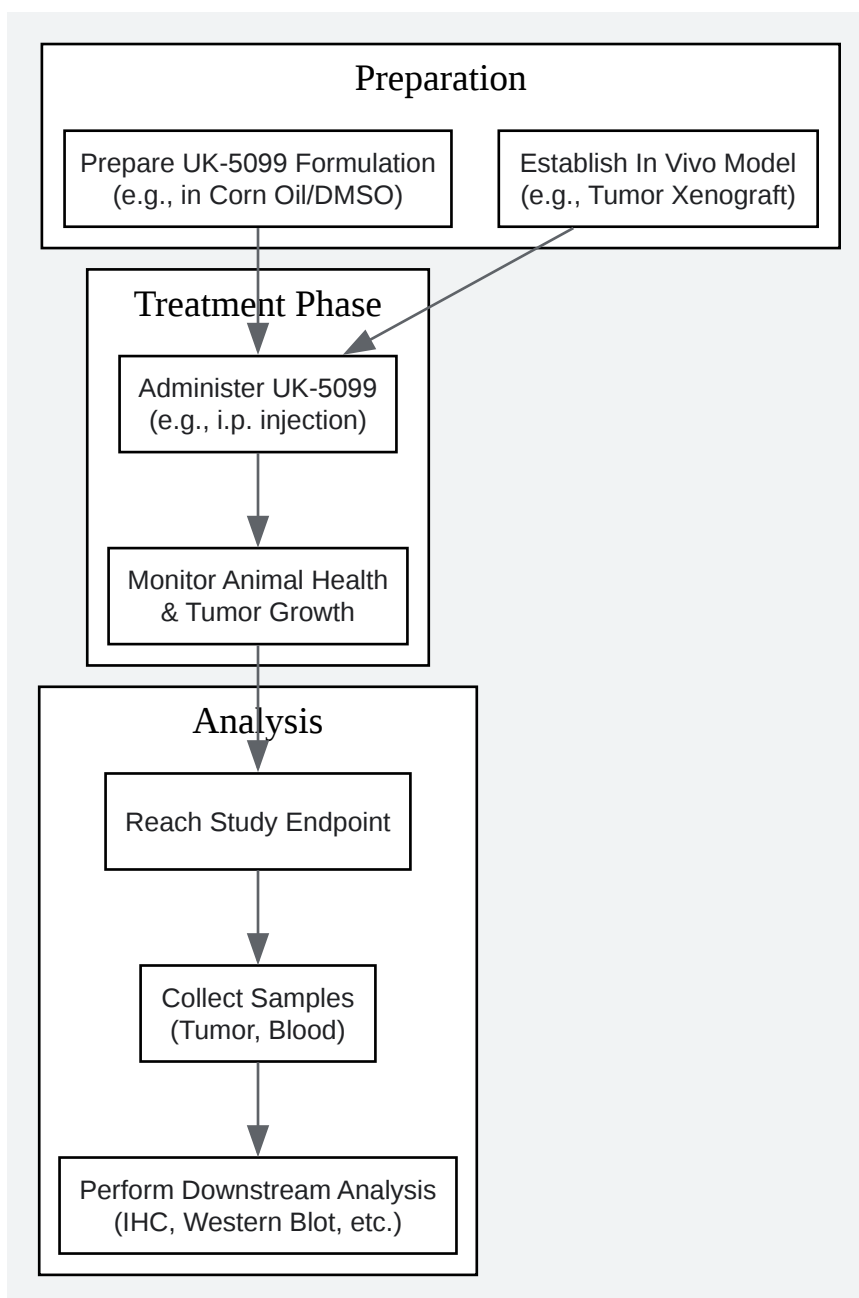 Preparation
Prepare UK-5099 Formulation
(e.g., in Corn Oil/DMSO)
Establish In Vivo Model
(e.g., Tumor Xenograft)
Treatment Phase
Administer UK-5099
(e.g., i.p. injection)
Monitor Animal Health
& Tumor Growth
Analysis
Reach Study Endpoint
Collect Samples
(Tumor, Blood)
Perform Downstream Analysis
(IHC, Western Blot, etc.)